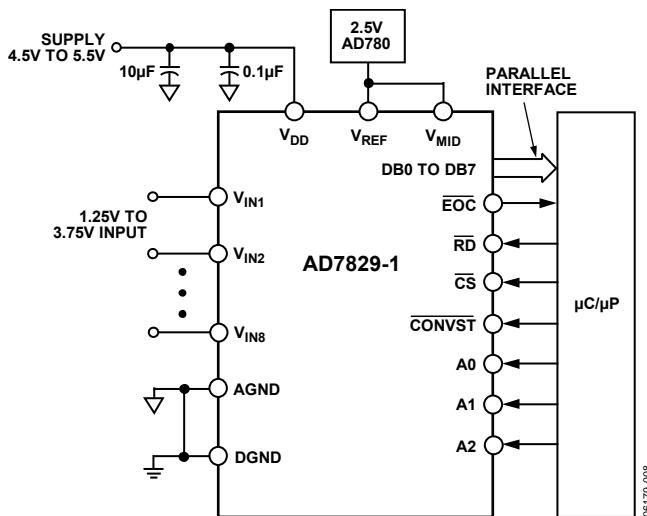 SUPPLY
4.5V TO 5.5V
10µF
0.1µF
2.5V
AD780
PARALLEL
INTERFACE
VDD
VREF
VMID
DB0 TO DB7
VIN1
1.25V TO
3.75V INPUT
VIN2
VIN8
AD7829-1
EOC
RD
CS
CONVST
A0
A1
A2
µC/µP
AGND
DGND
06179-008